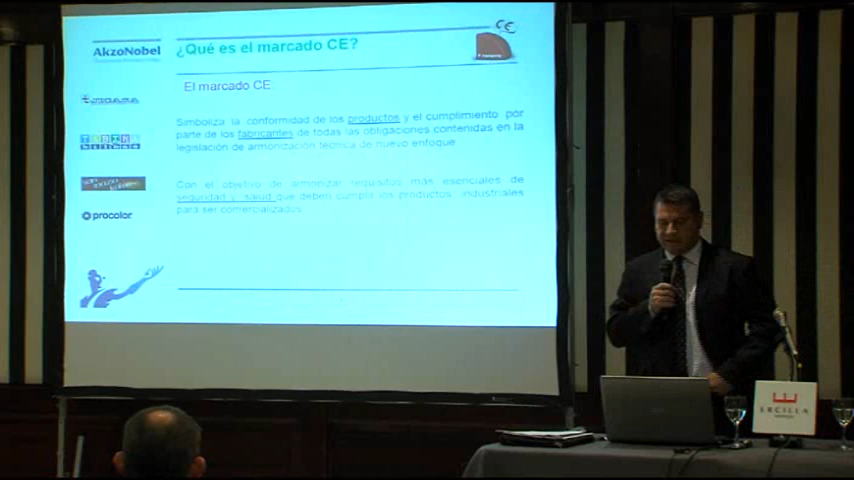 AkzoNobel
¿Qué es el marcado CE?
CE
El marcado CE:
Simboliza la conformidad de los productos y el cumplimiento por
parte de los fabricantes de todas las obligaciones contenidas en la
legislación de armonización técnica de nuevo enfoque
Con el objetivo de armonizar requisitos más esenciales de
seguridad y salud que deben cumplir los productos industriales
para ser comercializados
procolor
ERCILLA